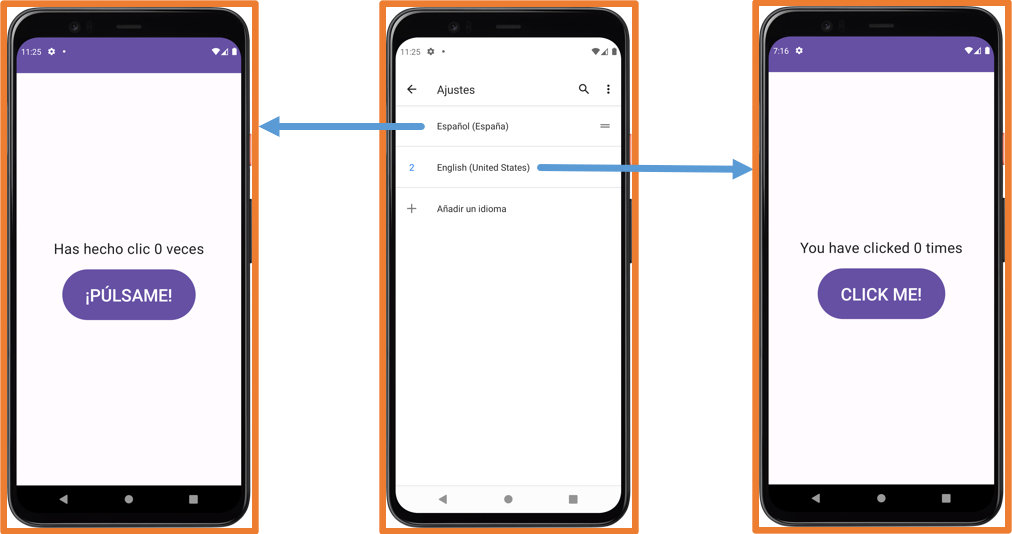 11:25
Has hecho clic 0 veces
¡PÚLSAME!
11:25
Ajustes
Español (España)
2 English (United States)
Añadir un idioma
7:16
You have clicked 0 times
CLICK ME!